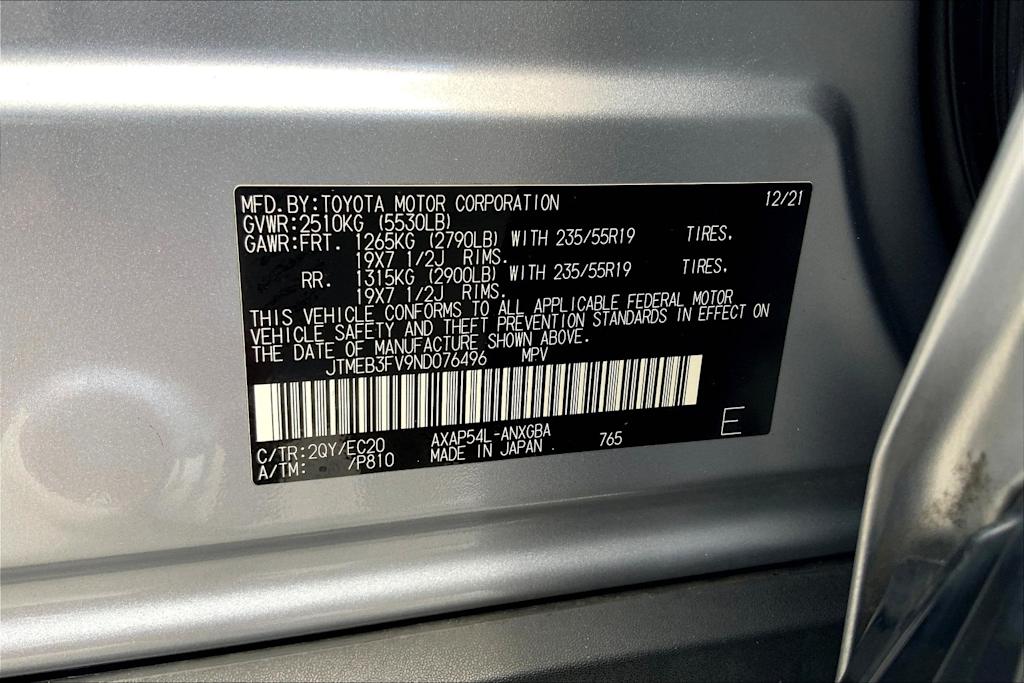 MFD.BY:TOYOTA MOTOR CORPORATION 12/21
GVWR:2510KG (5530LB)
GAWR:FRT. 1265KG (2790LB) WITH 235/55R19 TIRES.
19X7 1/2J RIMS.
RR. 1315KG (2900LB) WITH 235/55R19 TIRES.
19X7 1/2J RIMS.
THIS VEHICLE CONFORMS TO ALL APPLICABLE FEDERAL MOTOR
VEHICLE SAFETY AND THEFT PREVENTION STANDARDS IN EFFECT ON
THE DATE OF MANUFACTURE SHOWN ABOVE.
JTMEB3FV9ND076496 MPV
C/TR:2QY/EC20 AXAP54L-ANXGBA 765 E
A/TM: /P810 MADE IN JAPAN